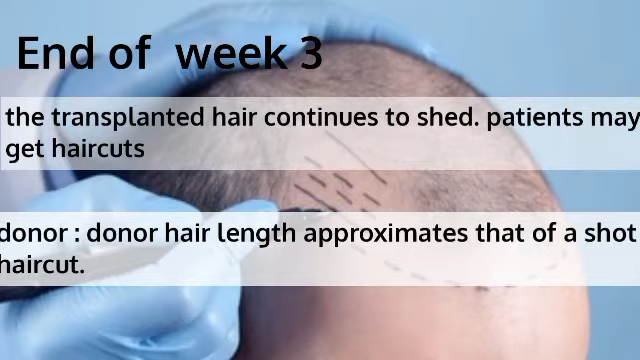 End of week 3
the transplanted hair continues to shed. patients may
get haircuts
donor : donor hair length approximates that of a shot
haircut.